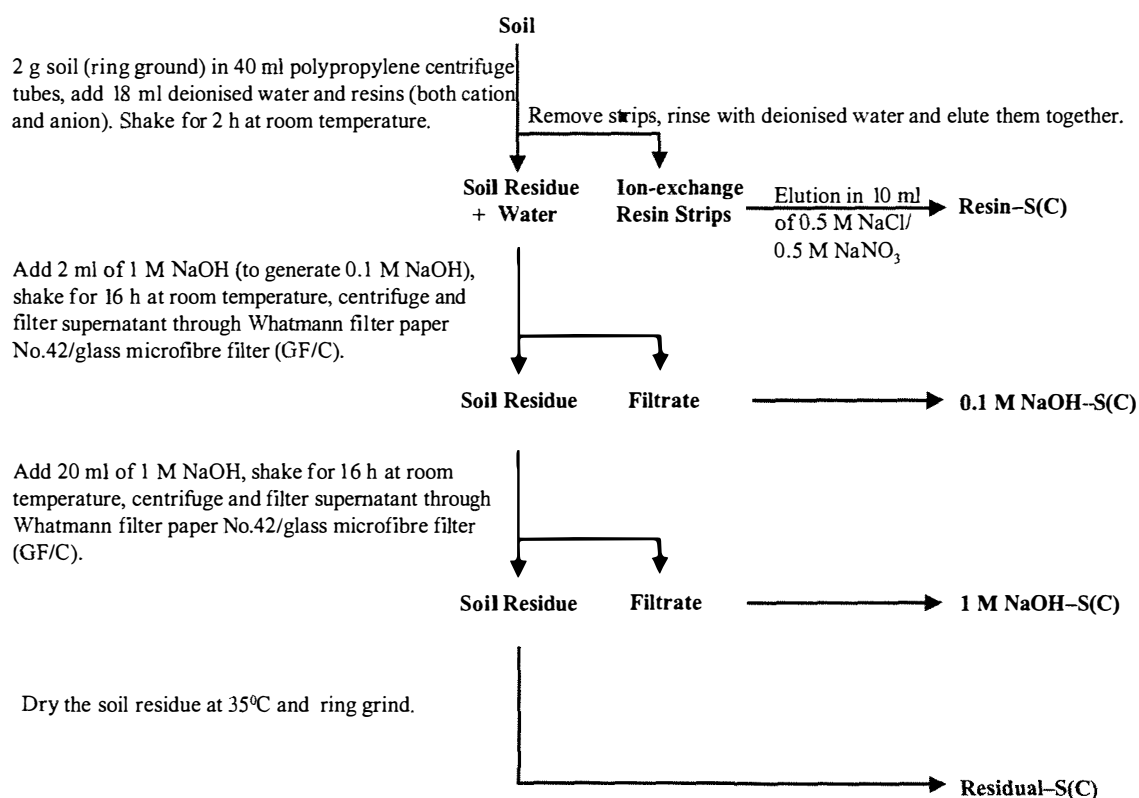 Soil
2 g soil (ring ground) in 40 ml polypropylene centrifuge
tubes, add 18 ml deionised water and resins (both cation
and anion). Shake for 2 h at room temperature.
Remove strips, rinse with deionised water and elute them together.
Soil Residue
+ Water
Ion-exchange
Resin Strips
Elution in 10 ml
of 0.5 M NaCl/
0.5 M NaNO₃
Resin–S(C)
Add 2 ml of 1 M NaOH (to generate 0.1 M NaOH),
shake for 16 h at room temperature, centrifuge and
filter supernatant through Whatmann filter paper
No.42/glass microfibre filter (GF/C).
Soil Residue
Filtrate
0.1 M NaOH–S(C)
Add 20 ml of 1 M NaOH, shake for 16 h at room
temperature, centrifuge and filter supernatant through
Whatmann filter paper No.42/glass microfibre filter
(GF/C).
Soil Residue
Filtrate
1 M NaOH–S(C)
Dry the soil residue at 35⁰C and ring grind.
Residual–S(C)